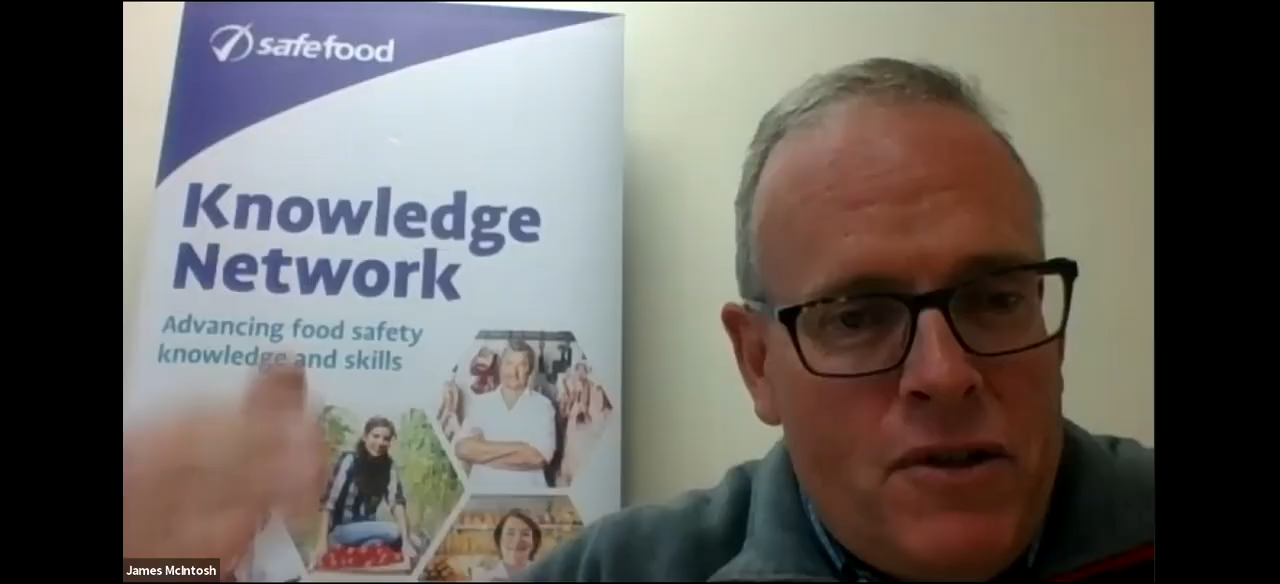 safefood
Knowledge
Network
Advancing food safety
knowledge and skills
James McIntosh